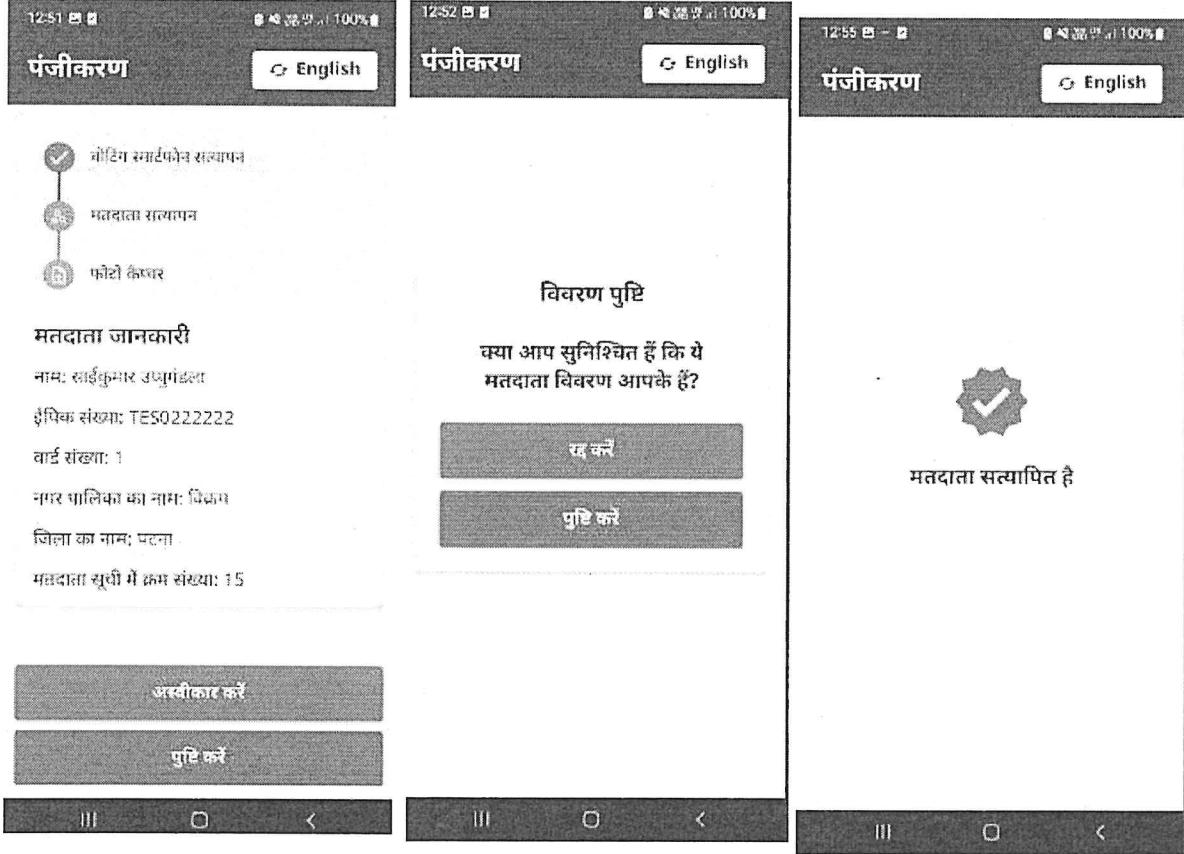 12:51
100%
पंजीकरण
English
वोटिंग स्मार्टफोन सत्यापन
मतदाता सत्यापन
फोटो कैप्चर
मतदाता जानकारी
नाम: साईकुमार उप्पुगंडला
ईपिक संख्या: TES0222222
वार्ड संख्या: 1
नगर पालिका का नाम: विक्रम
जिला का नाम: पटना
मतदाता सूची में क्रम संख्या: 15
अस्वीकार करें
पुष्टि करें
12:52
100%
पंजीकरण
English
विवरण पुष्टि
क्या आप सुनिश्चित हैं कि ये
मतदाता विवरण आपके हैं?
रद्द करें
पुष्टि करें
12:55
100%
पंजीकरण
English
मतदाता सत्यापित है